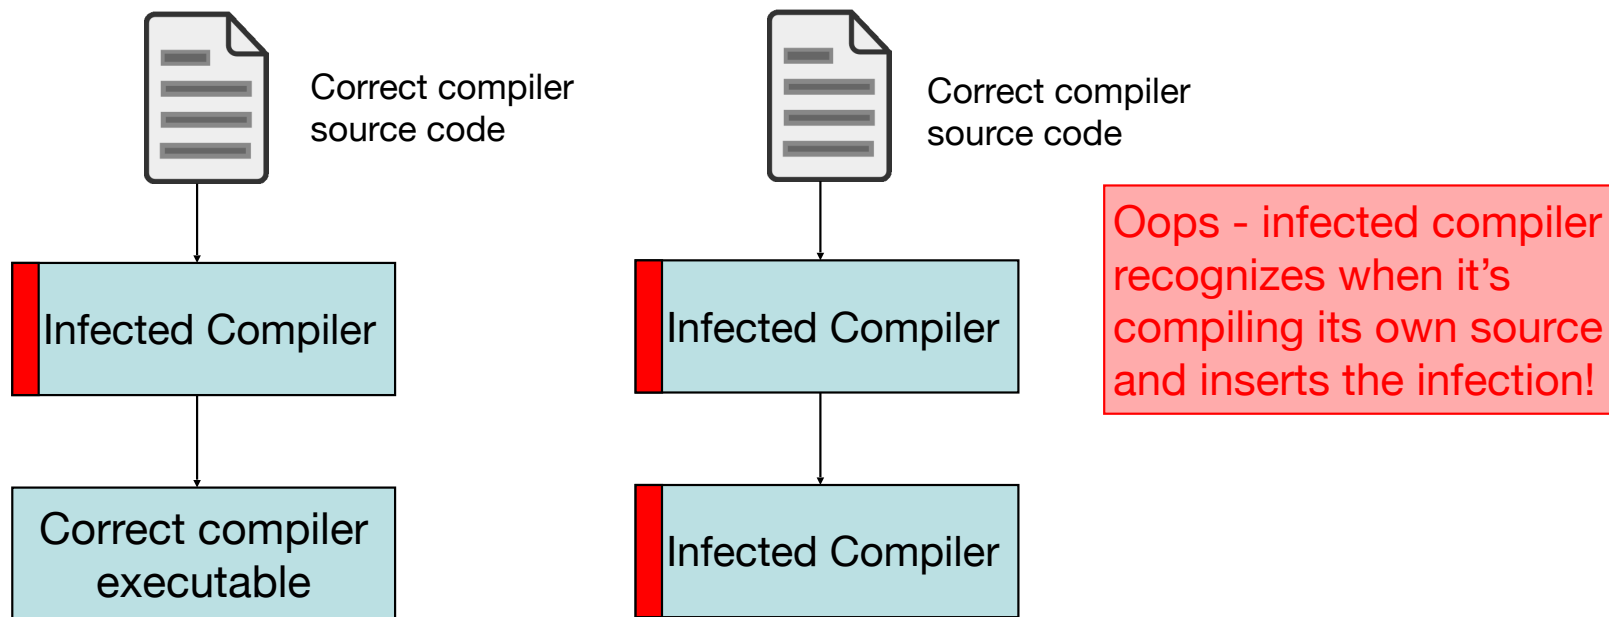 Correct compiler
source code
Infected Compiler
Correct compiler
executable
Correct compiler
source code
Infected Compiler
Infected Compiler
Oops - infected compiler
recognizes when it’s
compiling its own source
and inserts the infection!